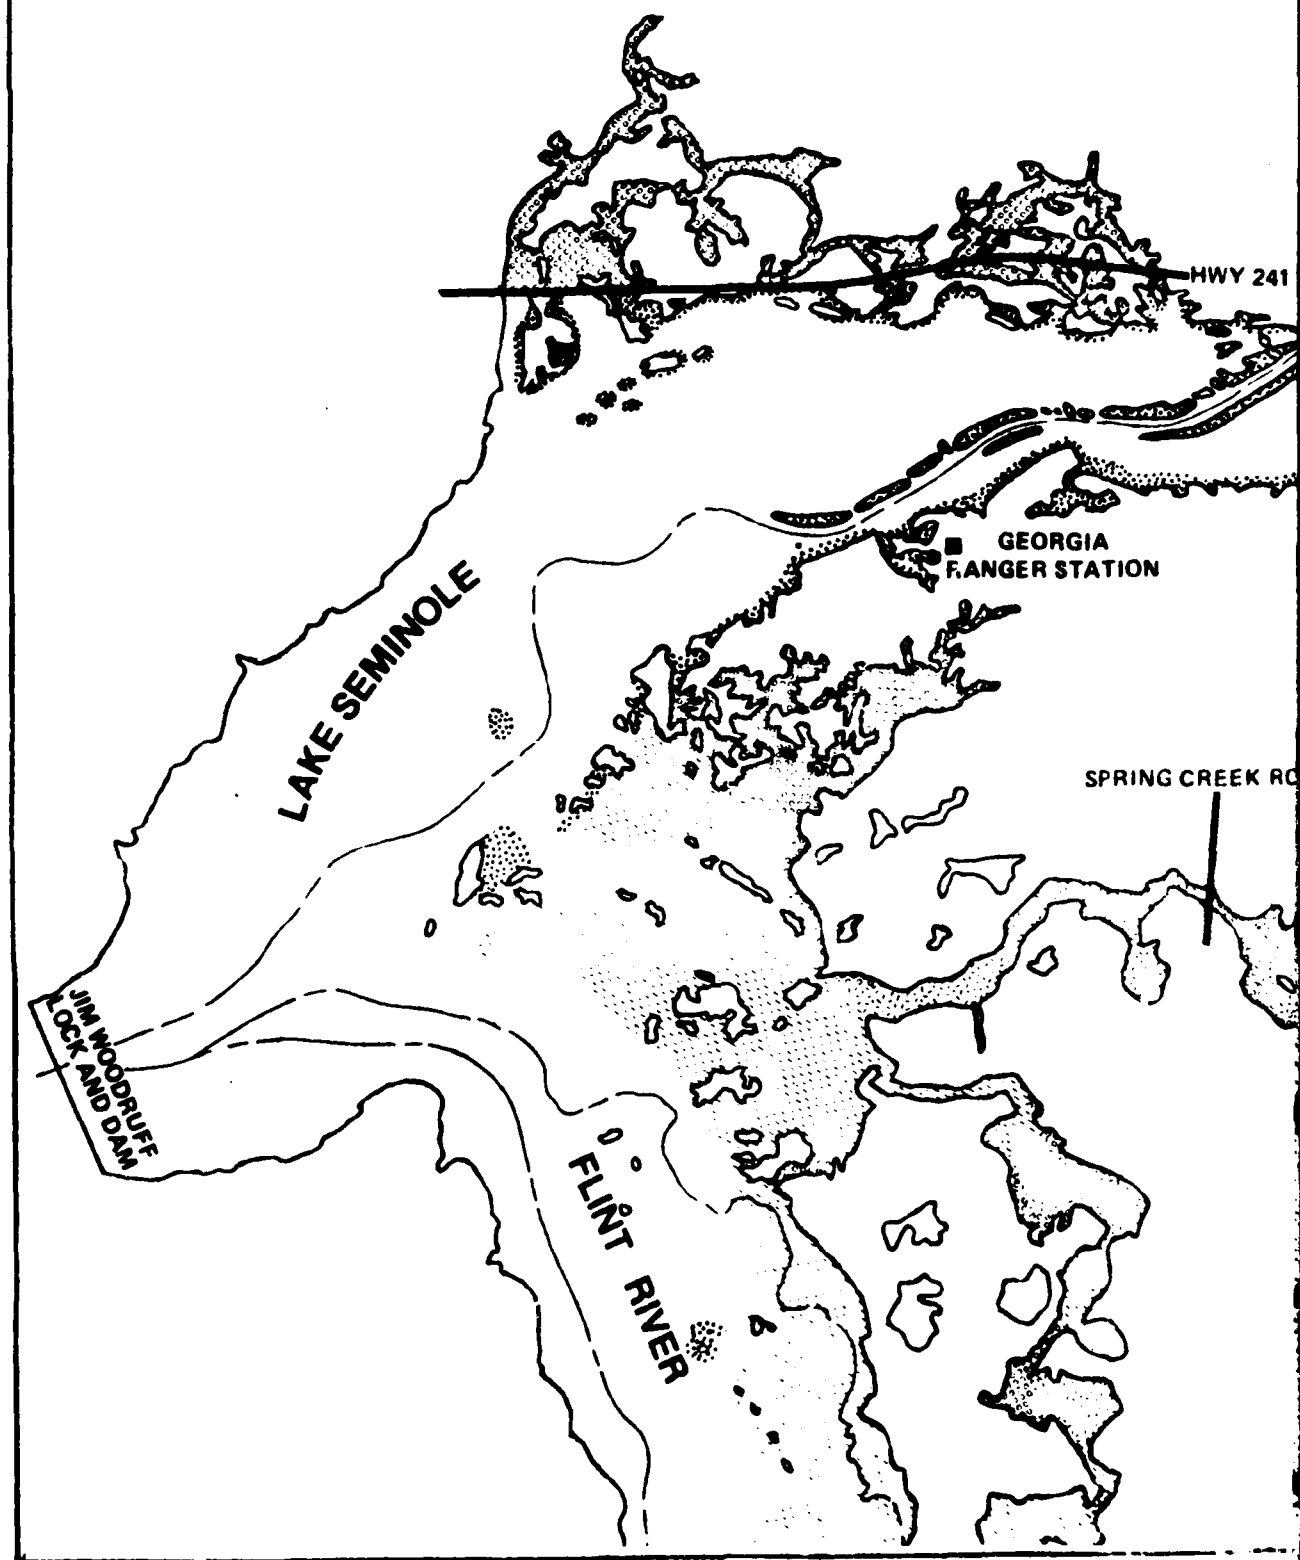 HWY 241
GEORGIA
RANGER STATION
LAKE SEMINOLE
SPRING CREEK RO
JIM WOODRUFF
LOCK AND DAM
FLINT RIVER